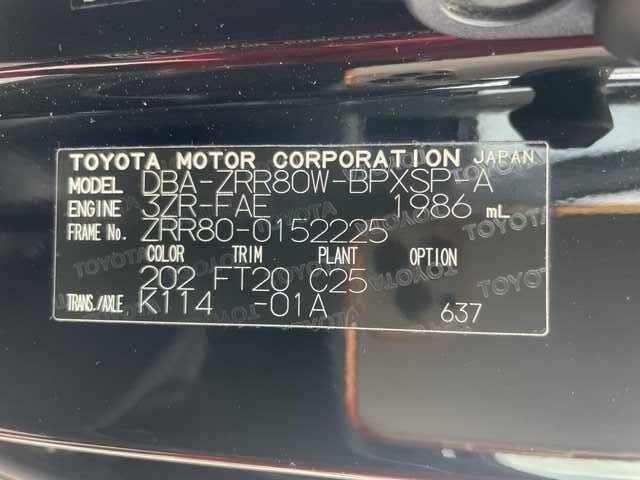 TOYOTA MOTOR CORPORATION JAPAN
MODEL DBA-ZRR80W-BPXSP-A
ENGINE 3ZR-FAE 1986 mL
FRAME No. ZRR80-0152225
COLOR TRIM PLANT OPTION
202 FT20 C25
TRANS./AXLE K114 -01A 637